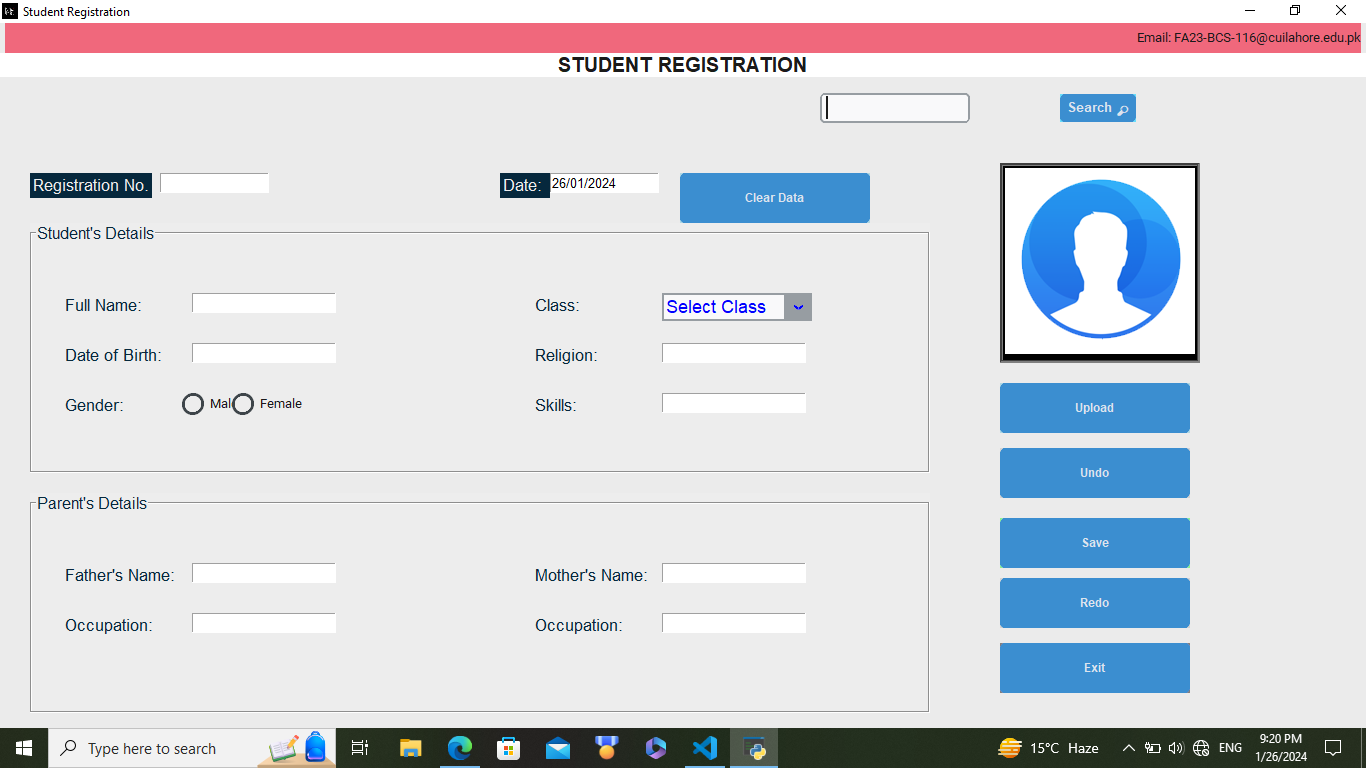 Student Registration
Email: FA23-BCS-116@cuilahore.edu.pk
STUDENT REGISTRATION
Search
Registration No.
Date: 26/01/2024
Clear Data
Student's Details
Full Name:
Class: Select Class
Date of Birth:
Religion:
Gender: Mal Female
Skills:
Upload
Undo
Parent's Details
Save
Father's Name:
Mother's Name:
Redo
Occupation:
Occupation:
Exit
Type here to search
15°C Haze
ENG
9:20 PM
1/26/2024